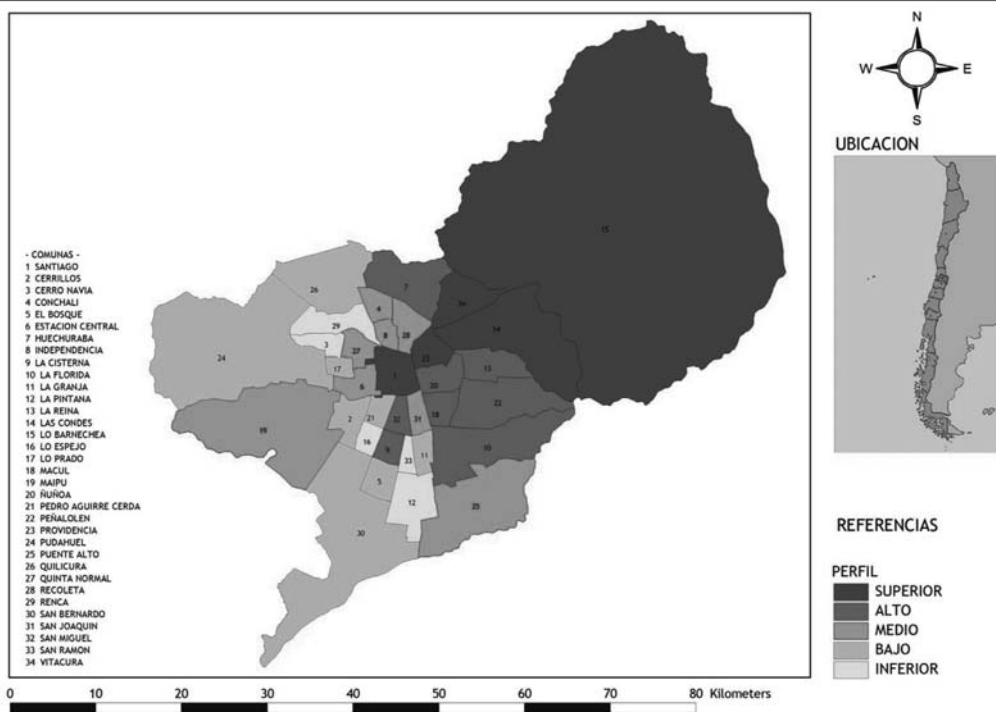 N
W E
S
UBICACION
- COMUNAS -
1 SANTIAGO
2 CERRILLOS
3 CERRO NAVIA
4 CONCHALI
5 EL BOSQUE
6 ESTACION CENTRAL
7 HUECHURABA
8 INDEPENDENCIA
9 LA CISTERNA
10 LA FLORIDA
11 LA GRANJA
12 LA PINTANA
13 LA REINA
14 LAS CONDES
15 LO BARNECHEA
16 LO ESPEJO
17 LO PRADO
18 MACUL
19 MAIPU
20 ÑUÑOA
21 PEDRO AGUIRRE CERDA
22 PEÑALOLEN
23 PROVIDENCIA
24 PUDAHUEL
25 PUENTE ALTO
26 QUILICURA
27 QUINTA NORMAL
28 RECOLETA
29 RENCA
30 SAN BERNARDO
31 SAN JOAQUIN
32 SAN MIGUEL
33 SAN RAMON
34 VITACURA
15
26 7
4 34
29 8 28 14
3 27 23
24 17 1 13
6 20
2 21 32 31 18 22
19 16 9 10
33 11
5
12 25
30
REFERENCIAS
PERFIL
SUPERIOR
ALTO
MEDIO
BAJO
INFERIOR
0 10 20 30 40 50 60 70 80 Kilometers